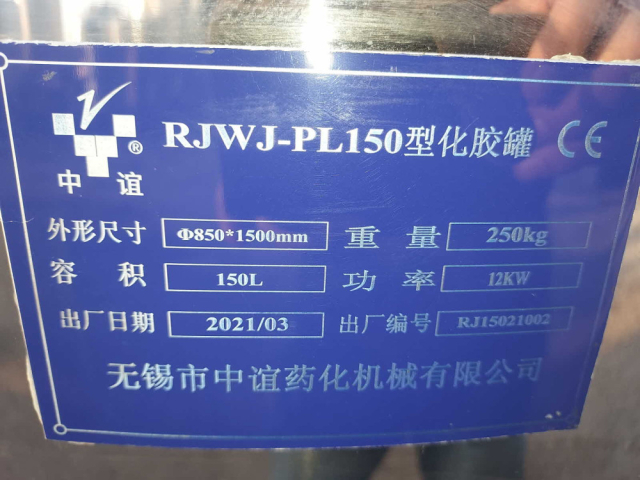 RJWJ-PL150型化胶罐 CE
®
中谊
外形尺寸 Φ850*1500mm 重量 250kg
容积 150L 功率 12KW
出厂日期 2021/03 出厂编号 RJ15021002
无锡市中谊药化机械有限公司